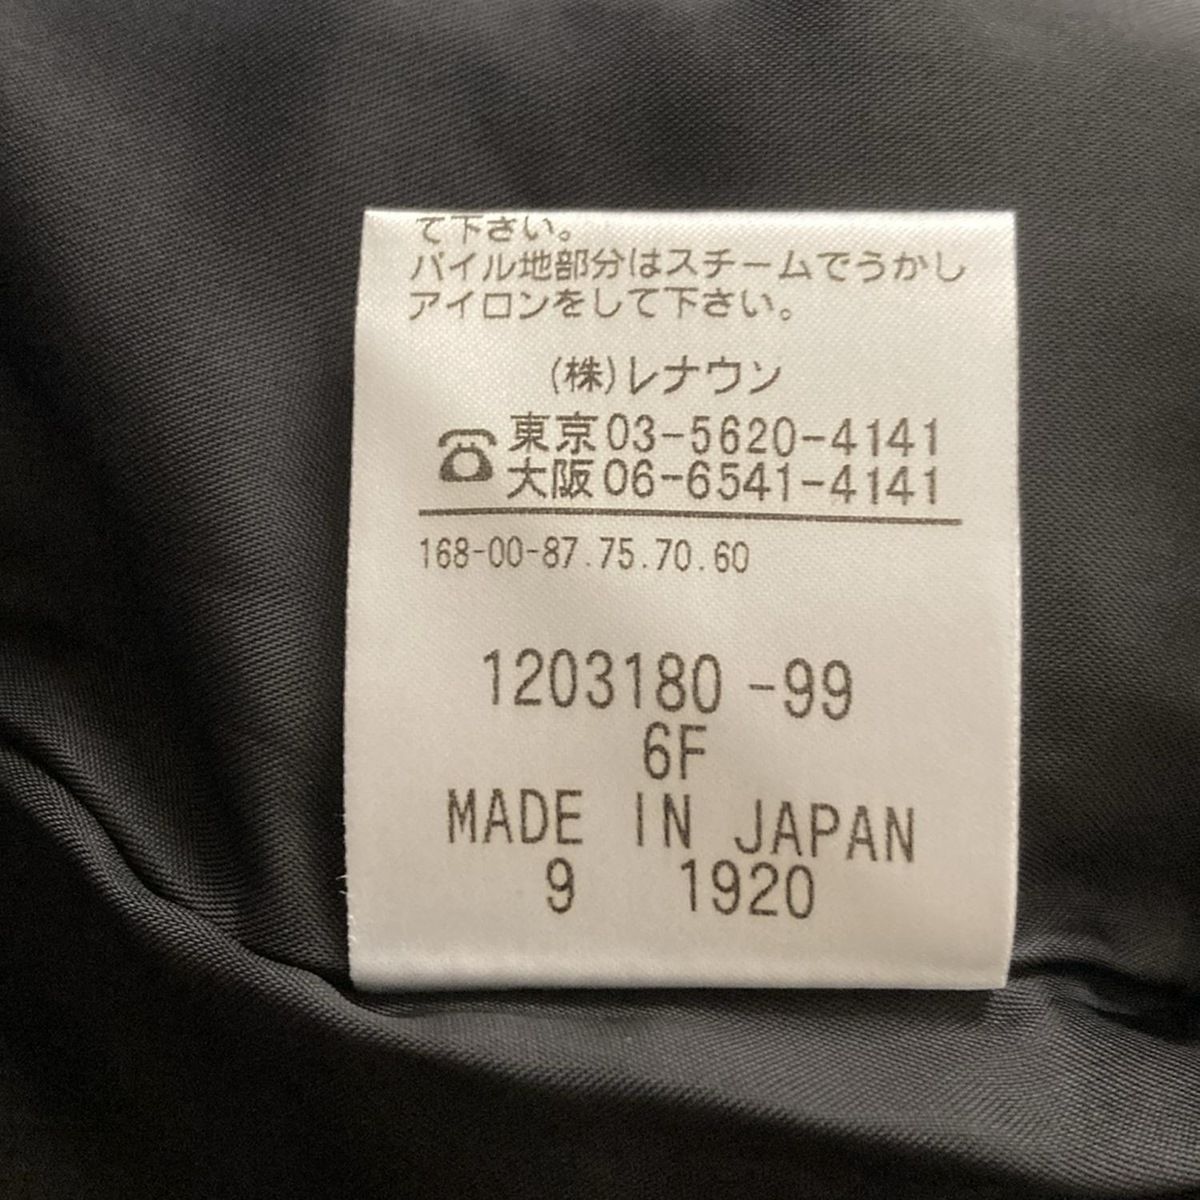 て下さい。
パイル地部分はスチームでうかし
アイロンをして下さい。
(株)レナウン
☎東京03-5620-4141
大阪06-6541-4141
168-00-87.75.70.60
1203180 -99
6F
MADE IN JAPAN
9 1920